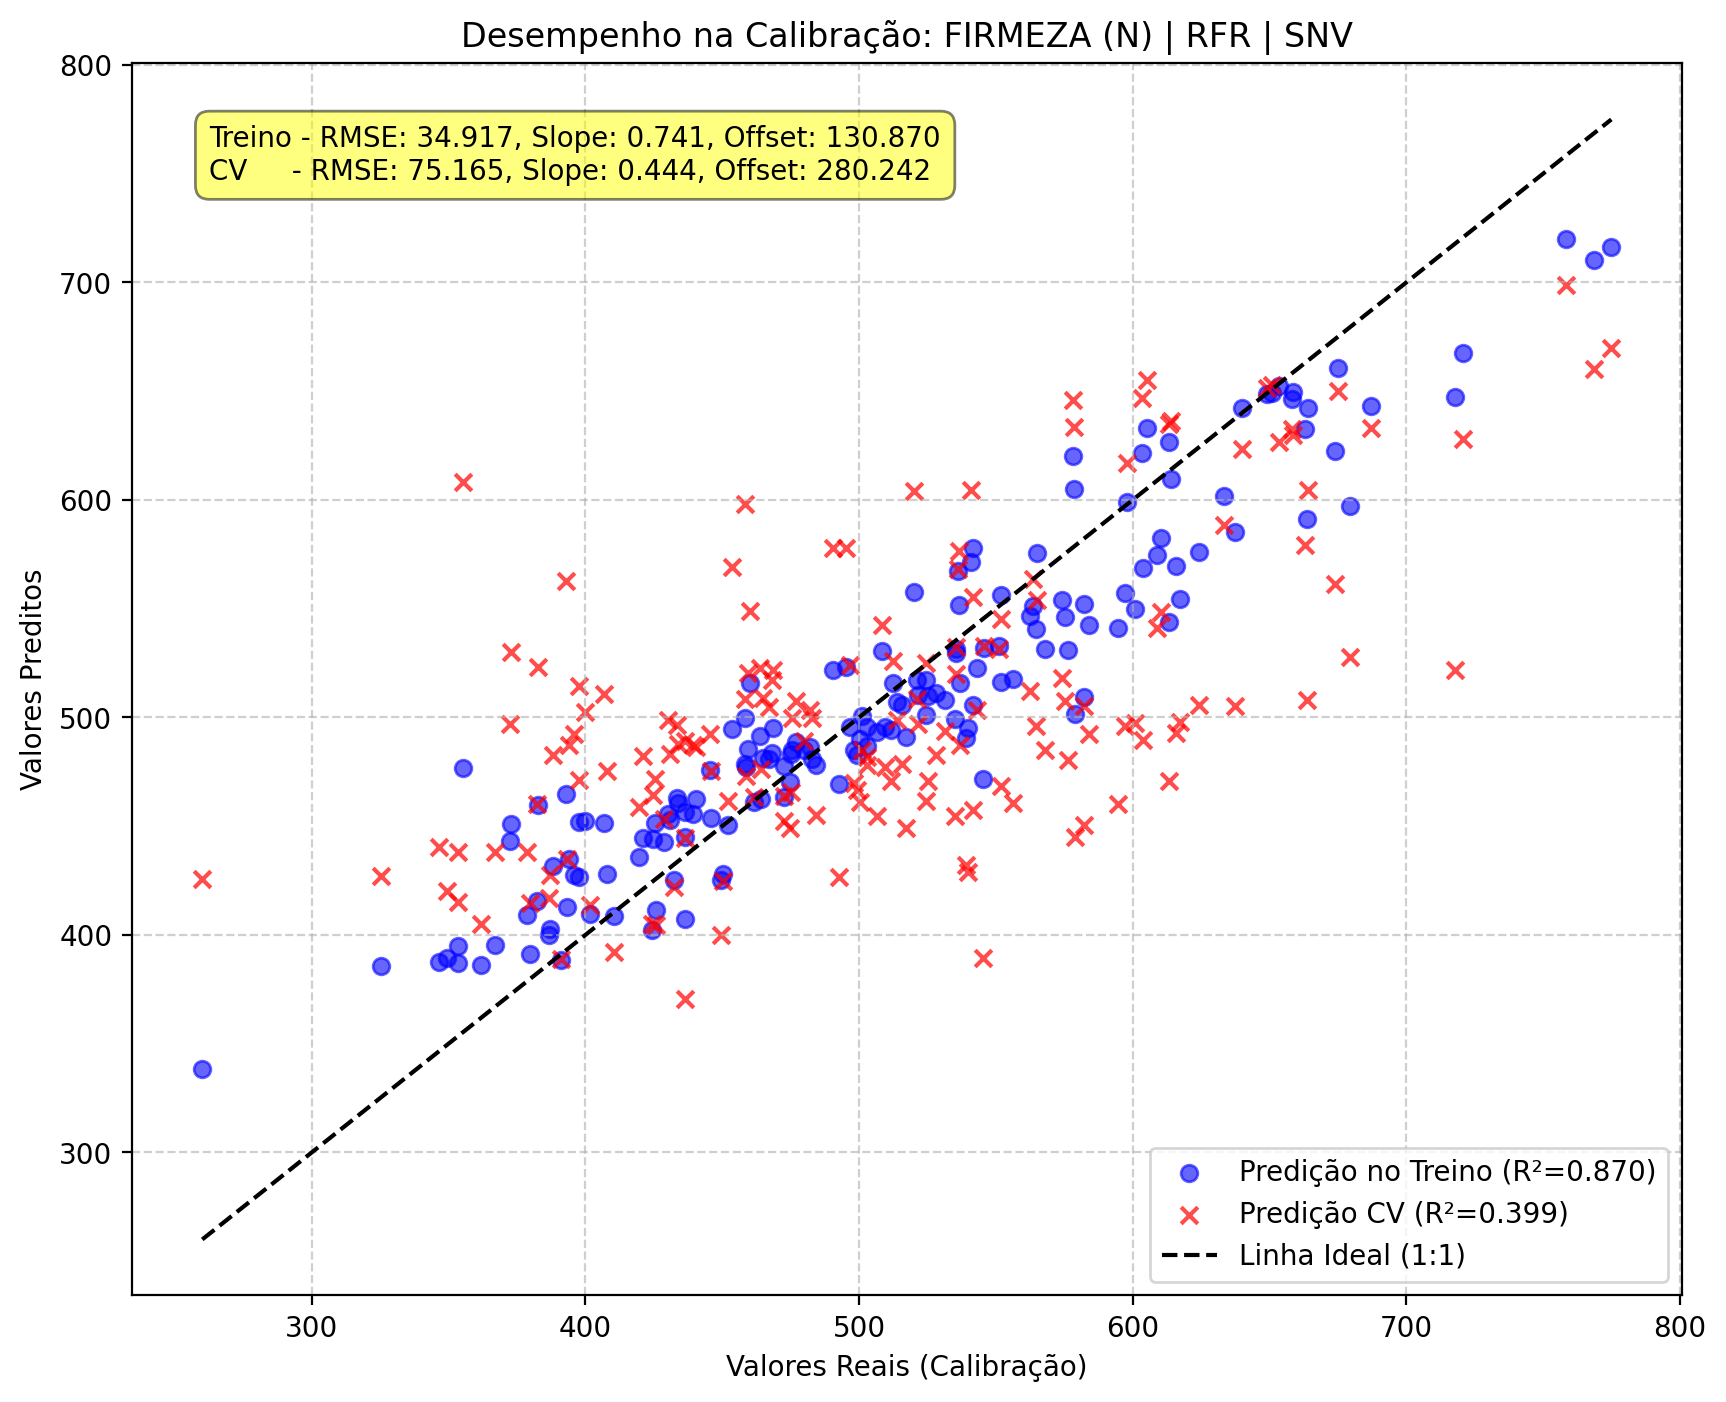 Desempenho na Calibração: FIRMEZA (N) | RFR | SNV
800
700
600
500
400
300
Treino - RMSE: 34.917, Slope: 0.741, Offset: 130.870
CV - RMSE: 75.165, Slope: 0.444, Offset: 280.242
Valores Preditos
Predição no Treino (R²=0.870)
Predição CV (R²=0.399)
Linha Ideal (1:1)
300 400 500 600 700 800
Valores Reais (Calibração)